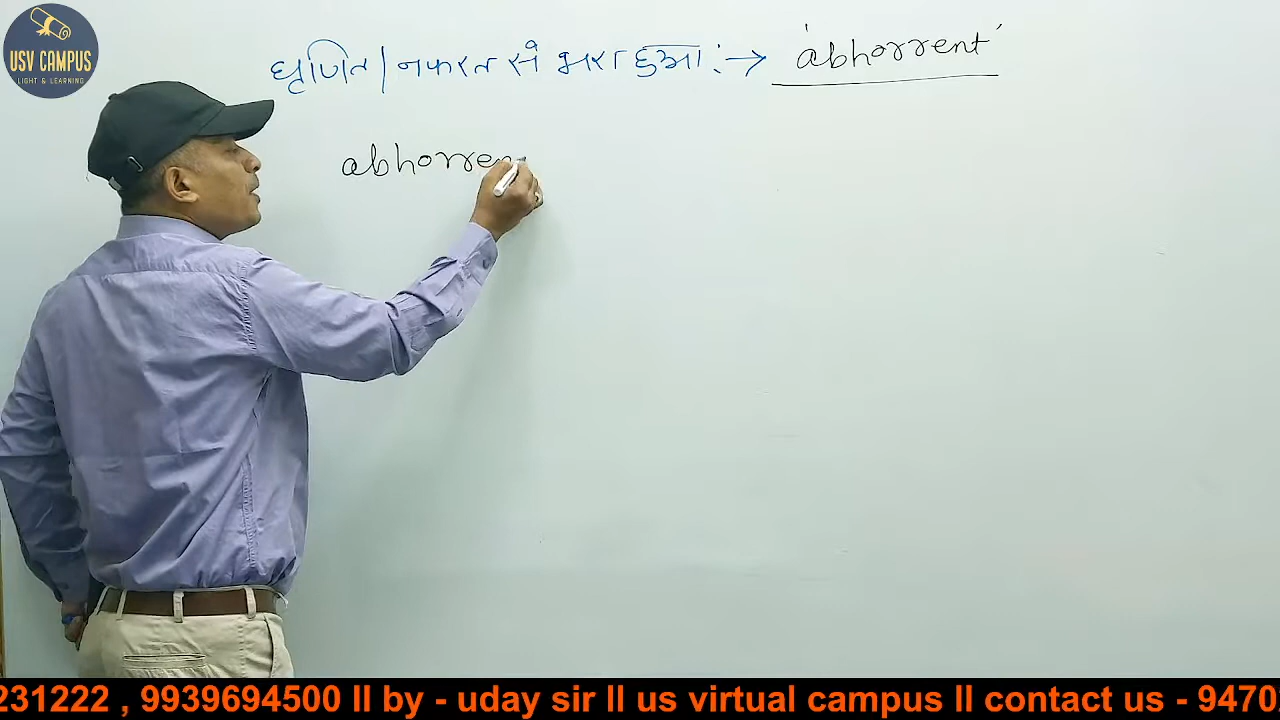 USV CAMPUS
LIGHT & LEARNING
घृणित/नफरत से भरा हुआ :→ 'abhorrent'
abhorren
231222 , 9939694500 II by - uday sir II us virtual campus II contact us - 9470